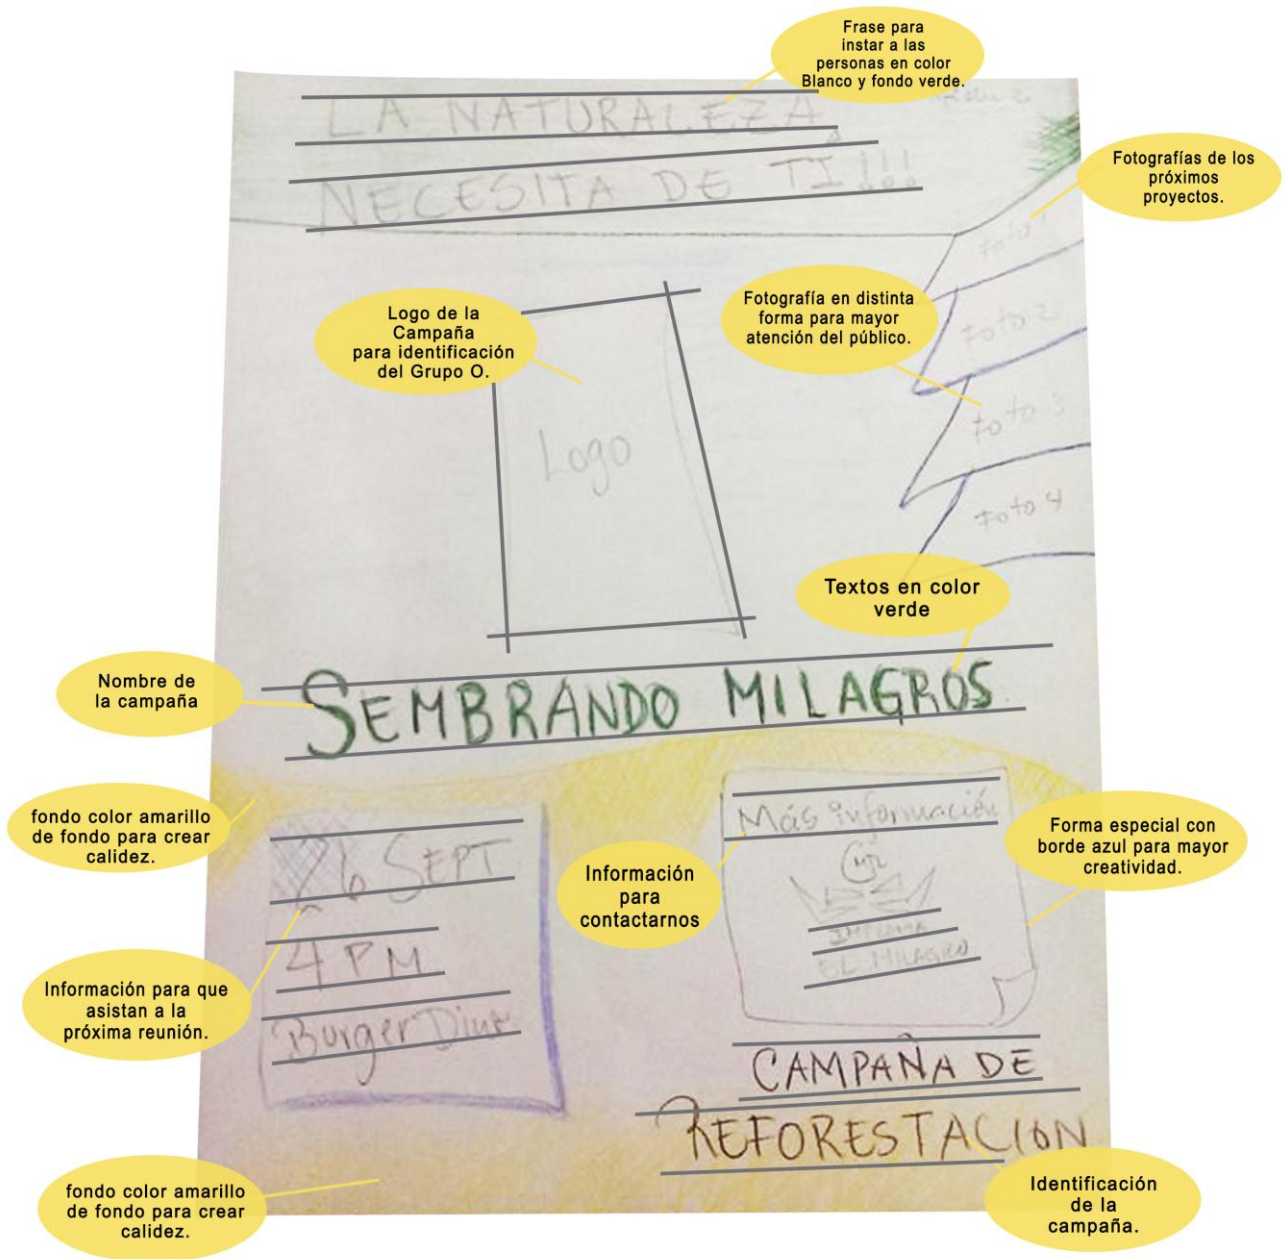 Frase para
instar a las
personas en color
Blanco y fondo verde.
LA NATURALEZA
NECESITA DE TÍ!!!
Fotografías de los
próximos
proyectos.
Foto 1
Logo de la
Campaña
para identificación
del Grupo O.
Fotografía en distinta
forma para mayor
atención del público.
Foto 2
Foto 3
Logo
Foto 4
Textos en color
verde
Nombre de
la campaña
SEMBRANDO MILAGROS
fondo color amarillo
de fondo para crear
calidez.
26 SEPT
4 PM
Burger
Más información
EL MILAGRO
Información
para
contactarnos
Forma especial con
borde azul para mayor
creatividad.
Información para que
asistan a la
próxima reunión.
CAMPAÑA DE
REFORESTACION
fondo color amarillo
de fondo para crear
calidez.
Identificación
de la
campaña.